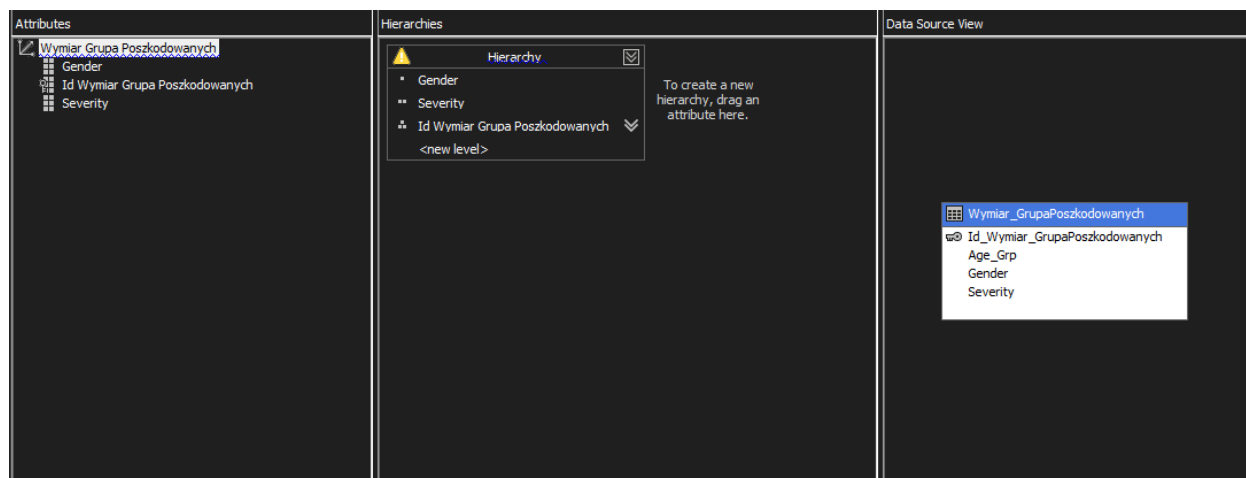 Attributes
Wymiar Grupa Poszkodowanych
Gender
Id Wymiar Grupa Poszkodowanych
Severity
Hierarchies
Hierarchy
Gender
Severity
Id Wymiar Grupa Poszkodowanych
<new level>
To create a new
hierarchy, drag an
attribute here.
Data Source View
Wymiar_GrupaPoszkodowanych
Id_Wymiar_GrupaPoszkodowanych
Age_Grp
Gender
Severity